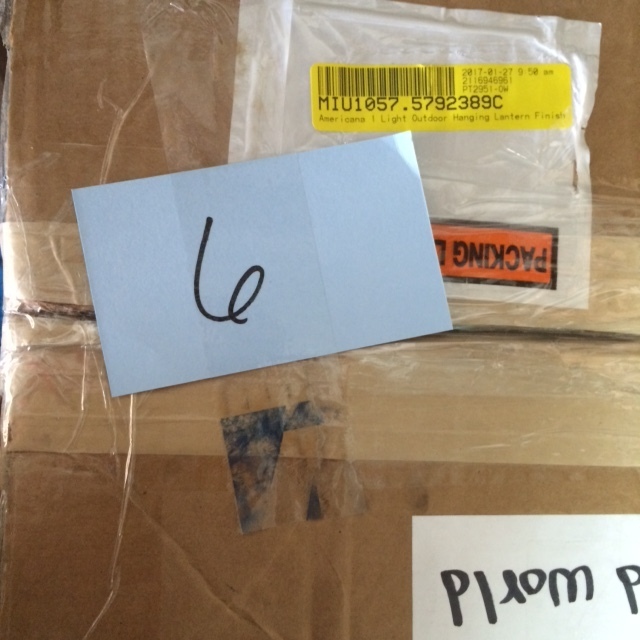 2017-01-27 9:50 am
2116946961
PT2951-OW
MIU1057.5792389C
Americana 1 Light Outdoor Hanging Lantern Finish
PACKING
6
world